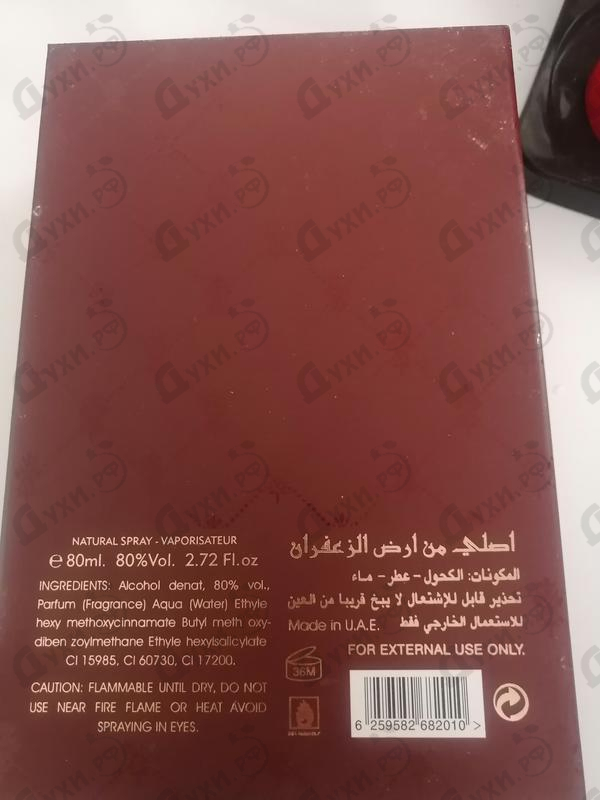 NATURAL SPRAY - VAPORISATEUR
℮ 80ml. 80%Vol. 2.72 Fl.oz
INGREDIENTS: Alcohol denat, 80% vol.,
Parfum (Fragrance) Aqua (Water) Ethyle
hexy methoxycinnamate Butyl meth oxy-
diben zoylmethane Ethyle hexylsalicylate
CI 15985, CI 60730, CI 17200.
CAUTION: FLAMMABLE UNTIL DRY, DO NOT
USE NEAR FIRE FLAME OR HEAT AVOID
SPRAYING IN EYES.
اصلي من ارض الزعفران
المكونات: الكحول - عطر - ماء
تحذير قابل للإشتعال لا يبخ قريبا من العين
للاستعمال الخارجي فقط Made in U.A.E.
FOR EXTERNAL USE ONLY.
36M
6 259582 682010 >
Духи.рф